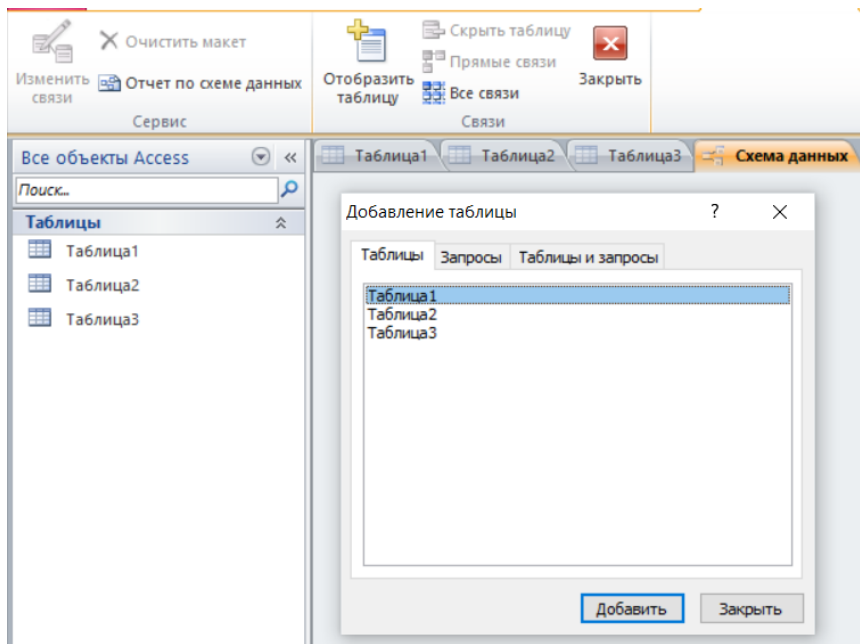 Изменить связи
Очистить макет
Отчет по схеме данных
Сервис
Отобразить таблицу
Скрыть таблицу
Прямые связи
Все связи
Закрыть
Связи
Все объекты Access
Поиск...
Таблицы
Таблица1
Таблица2
Таблица3
Таблица1 Таблица2 Таблица3 Схема данных
Добавление таблицы ?
Таблицы Запросы Таблицы и запросы
Таблица1
Таблица2
Таблица3
Добавить Закрыть